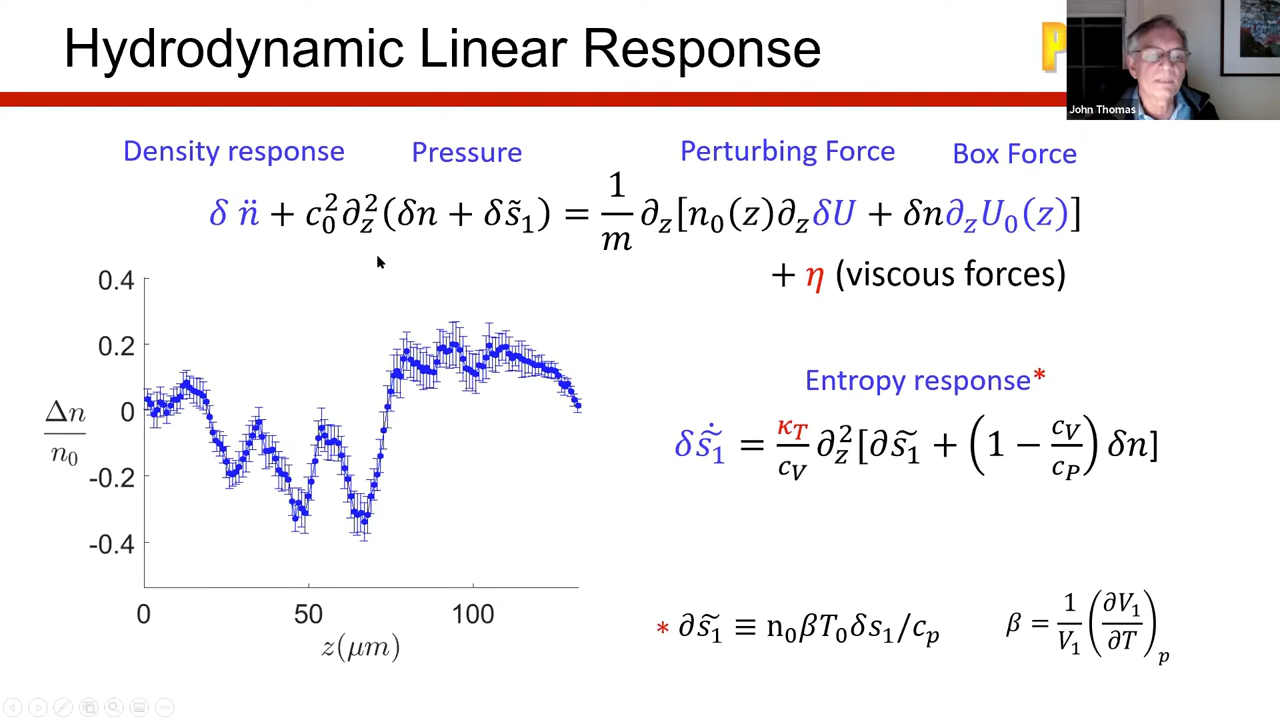 Hydrodynamic Linear Response
P
John Thomas
Density response Pressure Perturbing Force Box Force
δ n̈ + c₀² ∂z² (δn + δs̃₁) = 1/m ∂z[n₀(z)∂zδU + δn∂zU₀(z)]
+ η (viscous forces)
Entropy response*
δs̃̇₁ = κT/cV ∂z² [∂s̃₁ + (1 − cV/cP) δn]
0.4
0.2
0
-0.2
-0.4
Δn/n₀
0 50 100
z(μm)
* ∂s̃₁ ≡ n₀βT₀δs₁/cp
β = 1/V₁ (∂V₁/∂T)p